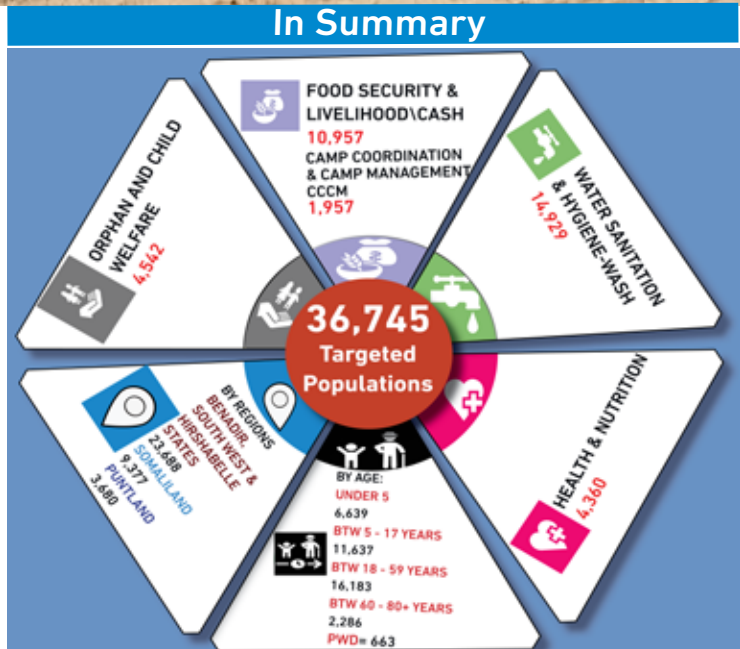 In Summary
FOOD SECURITY &
LIVELIHOOD\CASH
10,957
CAMP COORDINATION
& CAMP MANAGEMENT
CCCM
1,957
WATER SANITATION
& HYGIENE-WASH
14,929
HEALTH & NUTRITION
4,360
BY AGE:
UNDER 5
6,639
BTW 5 - 17 YEARS
11,637
BTW 18 - 59 YEARS
16,183
BTW 60 - 80+ YEARS
2,286
PWD= 663
BY REGIONS
BENADIR,
SOUTH WEST &
HIRSHABELLE
STATES
23,688
SOMALILAND
9,377
PUNTLAND
3,680
ORPHAN AND CHILD
WELFARE
4,542
36,745
Targeted
Populations